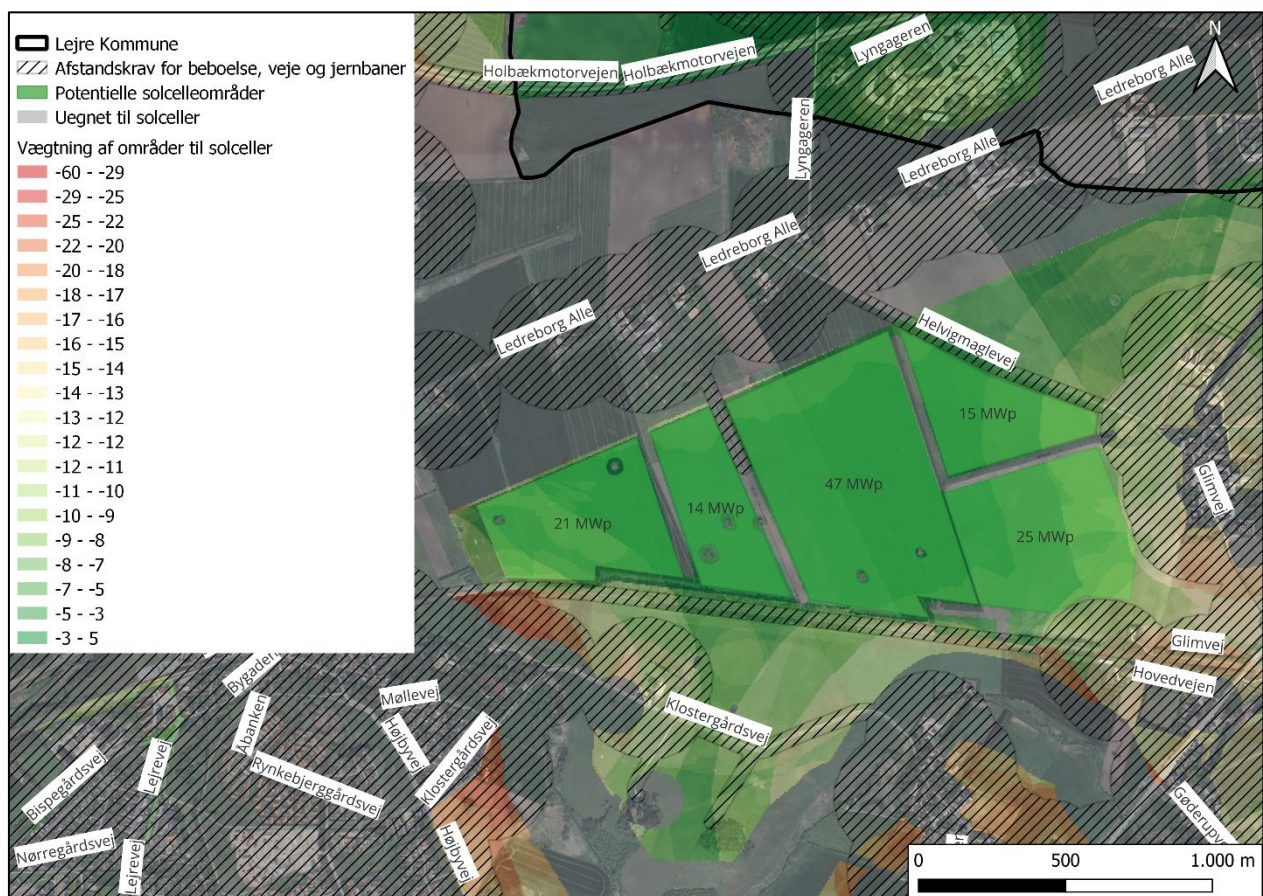 Lejre Kommune
Afstandskrav for beboelse, veje og jernbaner
Potentielle solcelleområder
Uegnet til solceller
Vægtning af områder til solceller
-60 - -29
-29 - -25
-25 - -22
-22 - -20
-20 - -18
-18 - -17
-17 - -16
-16 - -15
-15 - -14
-14 - -13
-13 - -12
-12 - -12
-12 - -11
-11 - -10
-10 - -9
-9 - -8
-8 - -7
-7 - -5
-5 - -3
-3 - 5
N
Holbækmotorvejen
Holbækmotorvejen
Lyngageren
Ledreborg Alle
Lyngageren
Ledreborg Alle
Ledreborg Alle
Ledreborg Alle
Helvigmaglevej
15 MWp
47 MWp
14 MWp
21 MWp
25 MWp
Glimvej
Glimvej
Hovedvejen
Klostergårdsvej
Møllevej
Højbyvej
Klostergårdsvej
Åbanken
Rynkebjerggårdsvej
Bispegårdsvej
Lejrevej
Nørregårdsvej
Lejrevej
Højbyvej
0 500 1.000 m